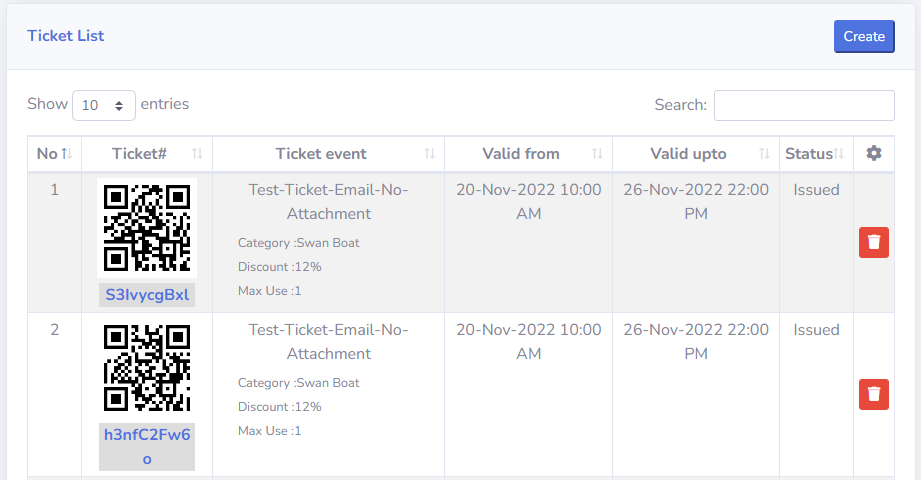 Ticket List
Create
Show 10 entries
Search:
No Ticket# Ticket event Valid from Valid upto Status
1
S3IvycgBxl
Test-Ticket-Email-No-
Attachment
Category :Swan Boat
Discount :12%
Max Use :1
20-Nov-2022 10:00
AM
26-Nov-2022 22:00
PM
Issued
2
h3nfC2Fw6
o
Test-Ticket-Email-No-
Attachment
Category :Swan Boat
Discount :12%
Max Use :1
20-Nov-2022 10:00
AM
26-Nov-2022 22:00
PM
Issued